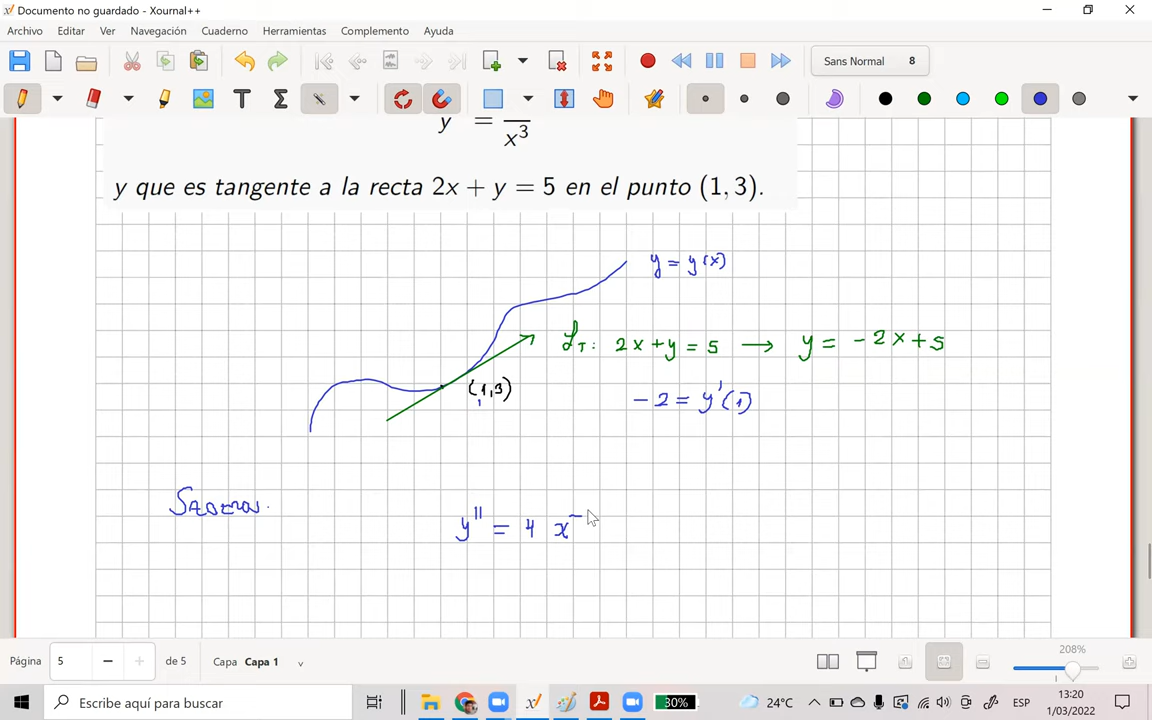 Documento no guardado - Xournal++
Archivo Editar Ver Navegación Cuaderno Herramientas Complemento Ayuda
Sans Normal 8
y = x³
y que es tangente a la recta 2x + y = 5 en el punto (1, 3).
y = y(x)
L_T: 2x + y = 5 → y = -2x + 5
(1,3)
-2 = y'(1)
y'' = 4 x⁻
Página 5 de 5 Capa Capa 1
208%
Escribe aquí para buscar
30%
24°C
ESP
13:20
1/03/2022